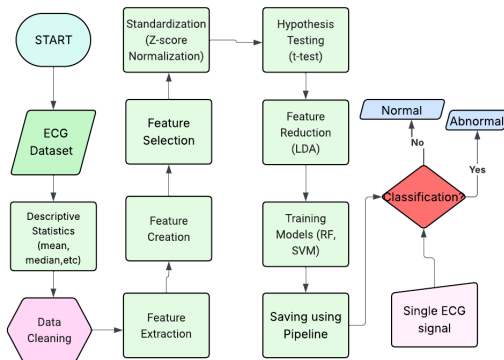 START
ECG
Dataset
Descriptive
Statistics
(mean,
median,etc)
Data
Cleaning
Feature
Extraction
Feature
Creation
Feature
Selection
Standardization
(Z-score
Normalization)
Hypothesis
Testing
(t-test)
Feature
Reduction
(LDA)
Training
Models (RF,
SVM)
Saving using
Pipeline
Single ECG
signal
Classification?
No
Normal
Yes
Abnormal